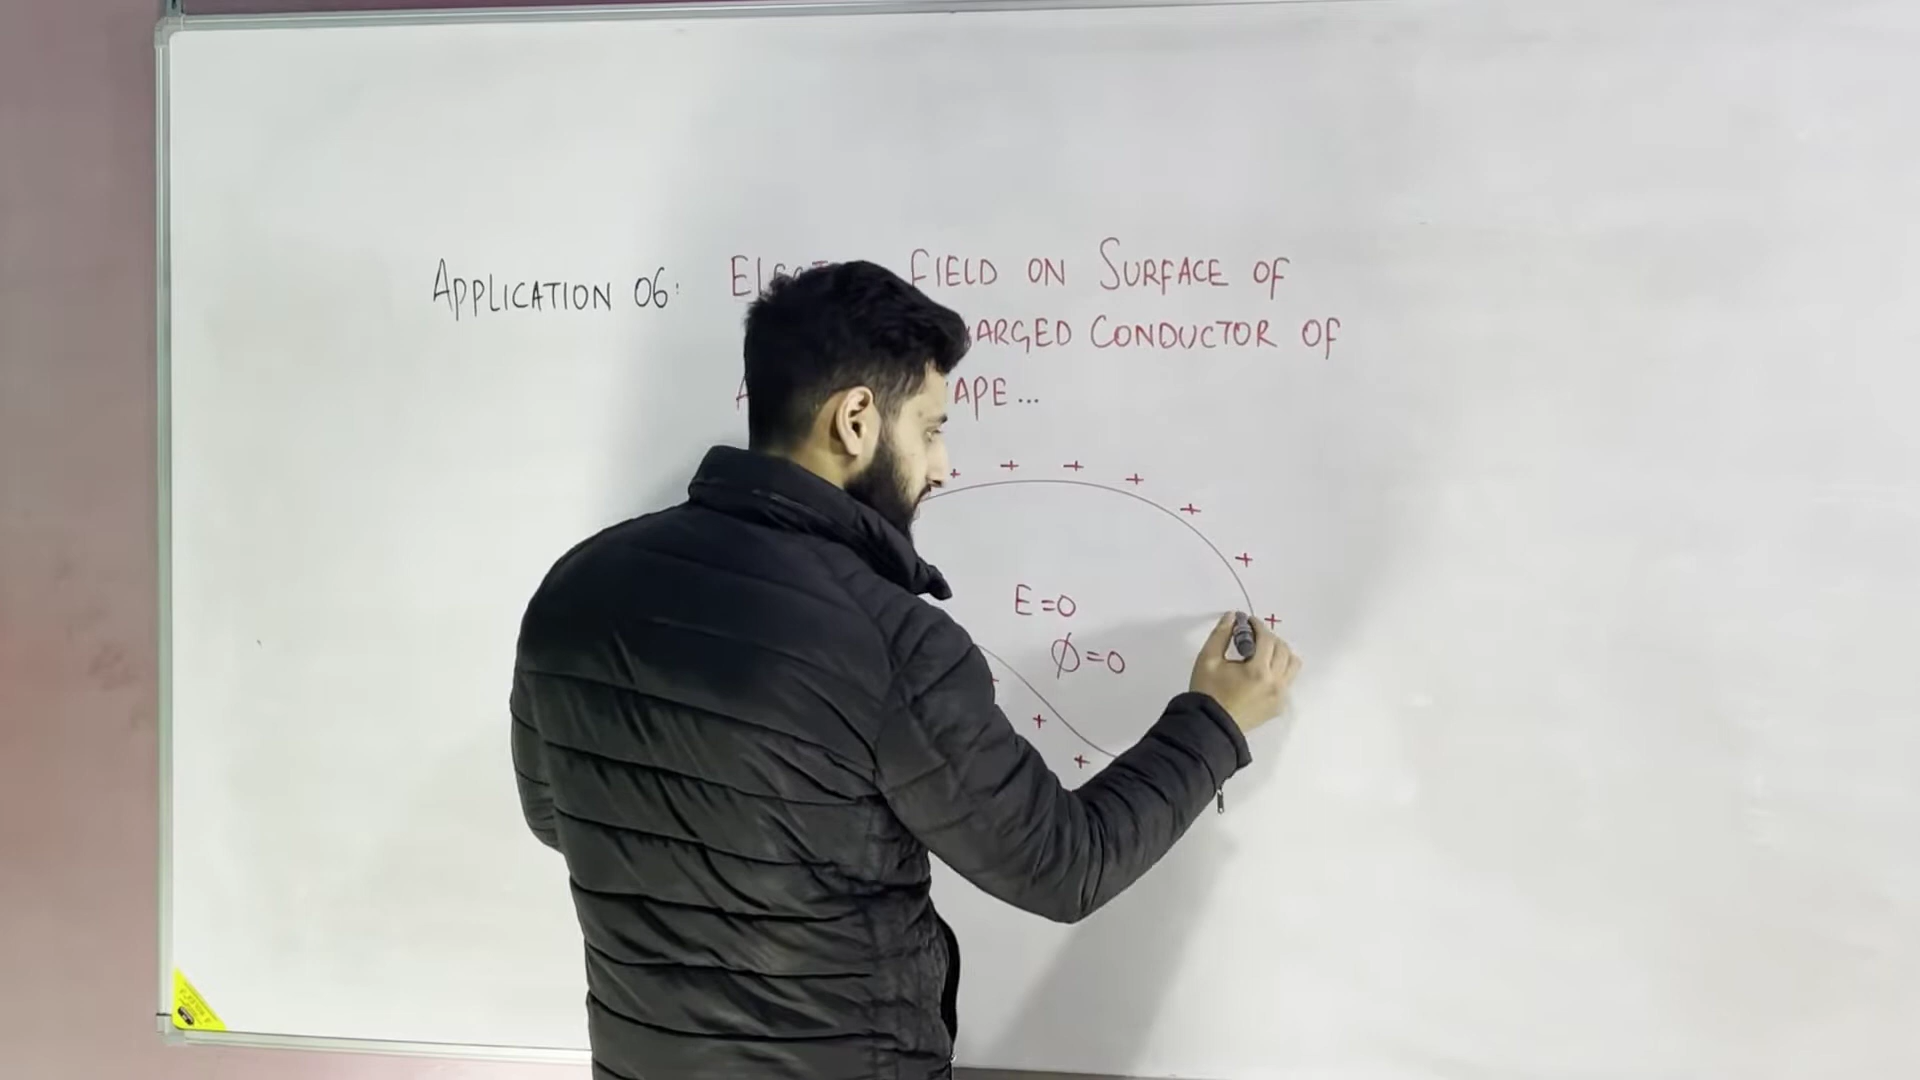 APPLICATION 06: FIELD ON SURFACE OF
CONDUCTOR OF
+ + + + + + +
E=0
Ø=0
+ +